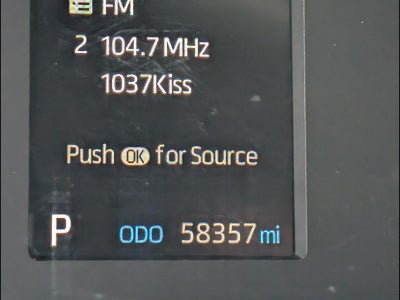 FM
2 104.7 MHz
1037Kiss
Push OK for Source
P ODO 58357 mi